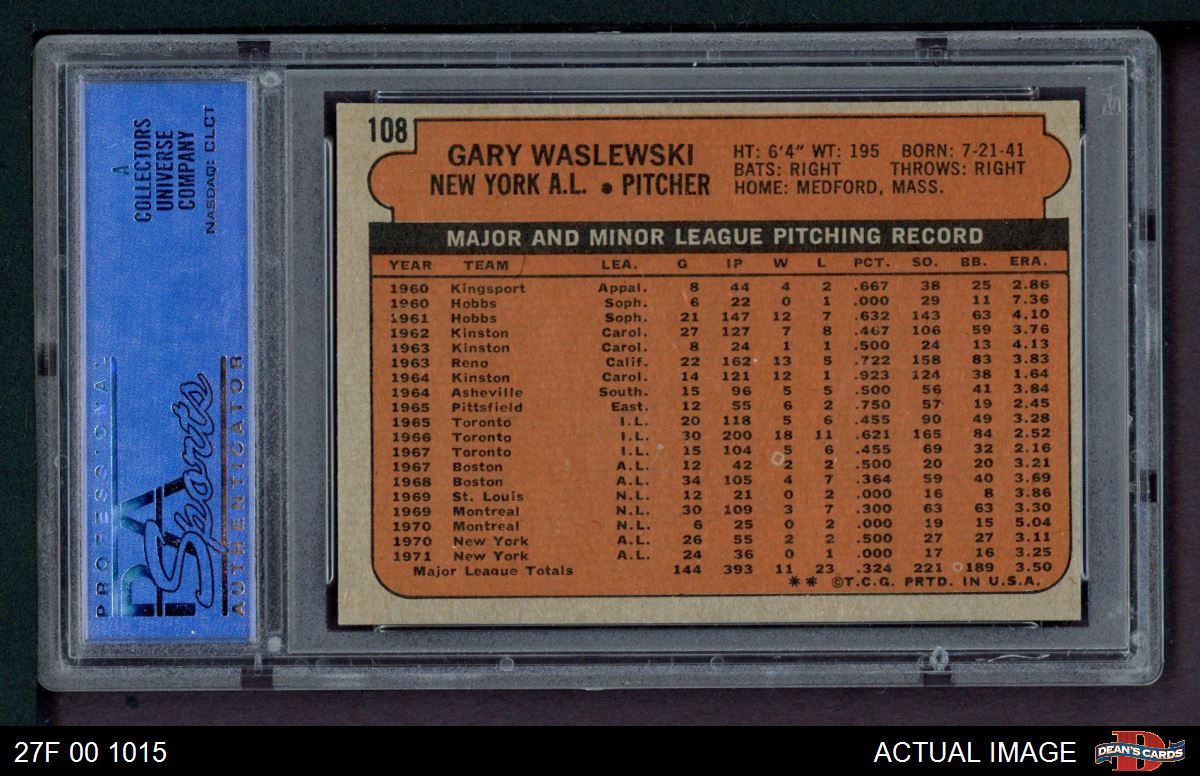 A
COLLECTORS
UNIVERSE
COMPANY
NASDAQ: CLCT
PROFESSIONAL
PSA
Sports
AUTHENTICATOR
108
GARY WASLEWSKI
NEW YORK A.L. • PITCHER
HT: 6'4" WT: 195 BORN: 7-21-41
BATS: RIGHT THROWS: RIGHT
HOME: MEDFORD, MASS.
MAJOR AND MINOR LEAGUE PITCHING RECORD
YEAR TEAM LEA. G IP W L PCT. SO. BB. ERA.
1960 Kingsport Appal. 8 44 4 2 .667 38 25 2.86
1960 Hobbs Soph. 6 22 0 1 .000 29 11 7.36
1961 Hobbs Soph. 21 147 12 7 .632 143 63 4.10
1962 Kinston Carol. 27 127 7 8 .467 106 59 3.76
1963 Kinston Carol. 8 24 1 1 .500 24 13 4.13
1963 Reno Calif. 22 162 13 5 .722 158 83 3.83
1964 Kinston Carol. 14 121 12 1 .923 124 38 1.64
1964 Asheville South. 15 96 5 5 .500 56 41 3.84
1965 Pittsfield East. 12 55 6 2 .750 57 19 2.45
1965 Toronto I.L. 20 118 5 6 .455 90 49 3.28
1966 Toronto I.L. 30 200 18 11 .621 165 84 2.52
1967 Toronto I.L. 15 104 5 6 .455 69 32 2.16
1967 Boston A.L. 12 42 2 2 .500 20 20 3.21
1968 Boston A.L. 34 105 4 7 .364 59 40 3.69
1969 St. Louis N.L. 12 21 0 2 .000 16 8 3.86
1969 Montreal N.L. 30 109 3 7 .300 63 63 3.30
1970 Montreal N.L. 6 25 0 2 .000 19 15 5.04
1970 New York A.L. 26 55 2 2 .500 27 27 3.11
1971 New York A.L. 24 36 0 1 .000 17 16 3.25
Major League Totals 144 393 11 23 .324 221 189 3.50
** ©T.C.G. PRTD. IN U.S.A.
27F 00 1015
ACTUAL IMAGE
DEAN'S CARDS